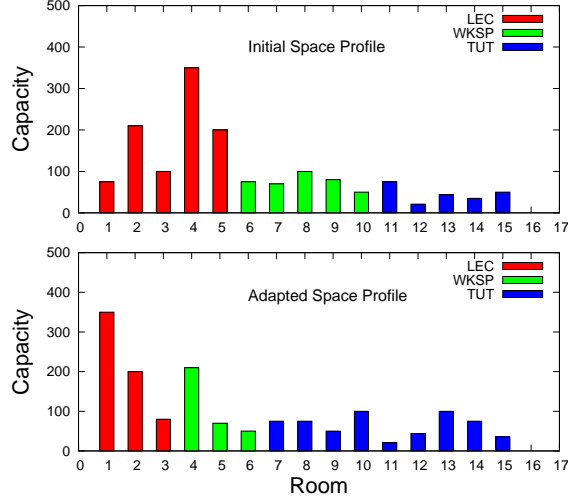 500
400
300
200
100
0
Capacity
Initial Space Profile
LEC
WKSP
TUT
0 1 2 3 4 5 6 7 8 9 10 11 12 13 14 15 16 17
500
400
300
200
100
0
Capacity
Adapted Space Profile
LEC
WKSP
TUT
0 1 2 3 4 5 6 7 8 9 10 11 12 13 14 15 16 17
Room